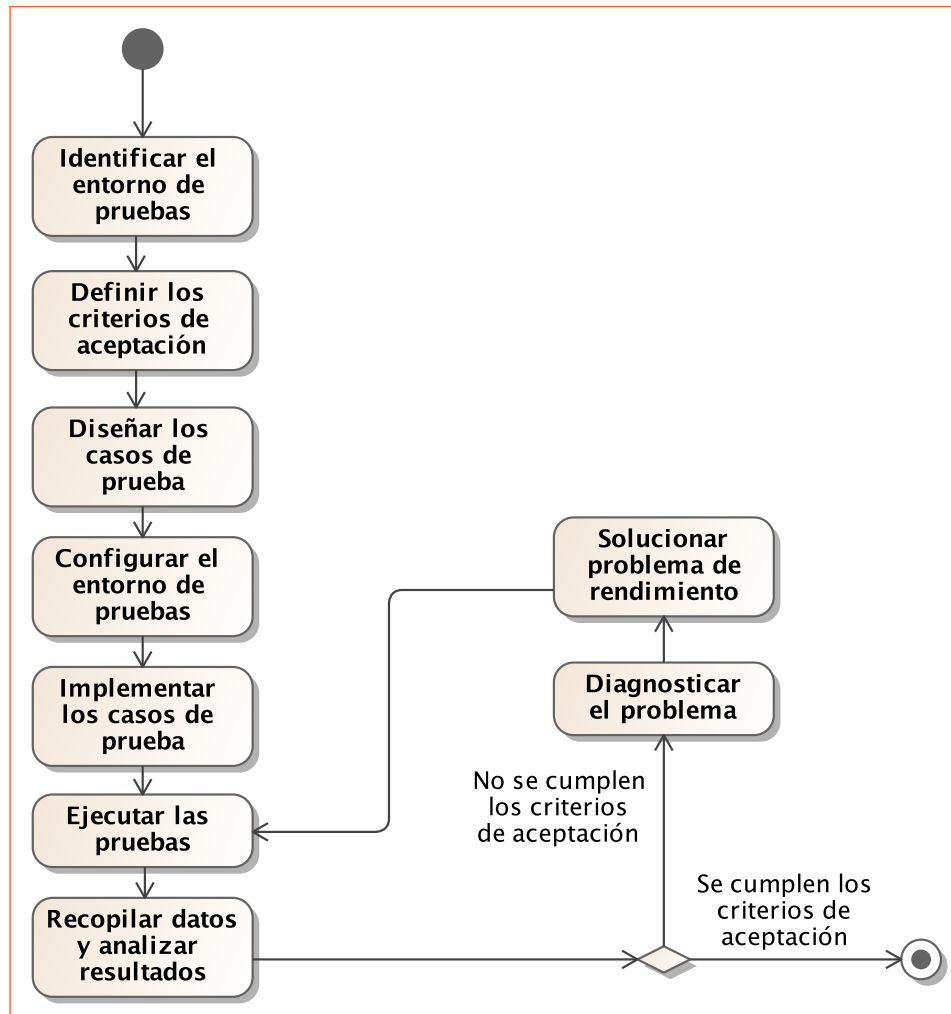 Identificar el
entorno de
pruebas
Definir los
criterios de
aceptación
Diseñar los
casos de
prueba
Configurar el
entorno de
pruebas
Implementar
los casos de
prueba
Ejecutar las
pruebas
Recopilar datos
y analizar
resultados
Solucionar
problema de
rendimiento
Diagnosticar
el problema
No se cumplen
los criterios
de aceptación
Se cumplen los
criterios de
aceptación